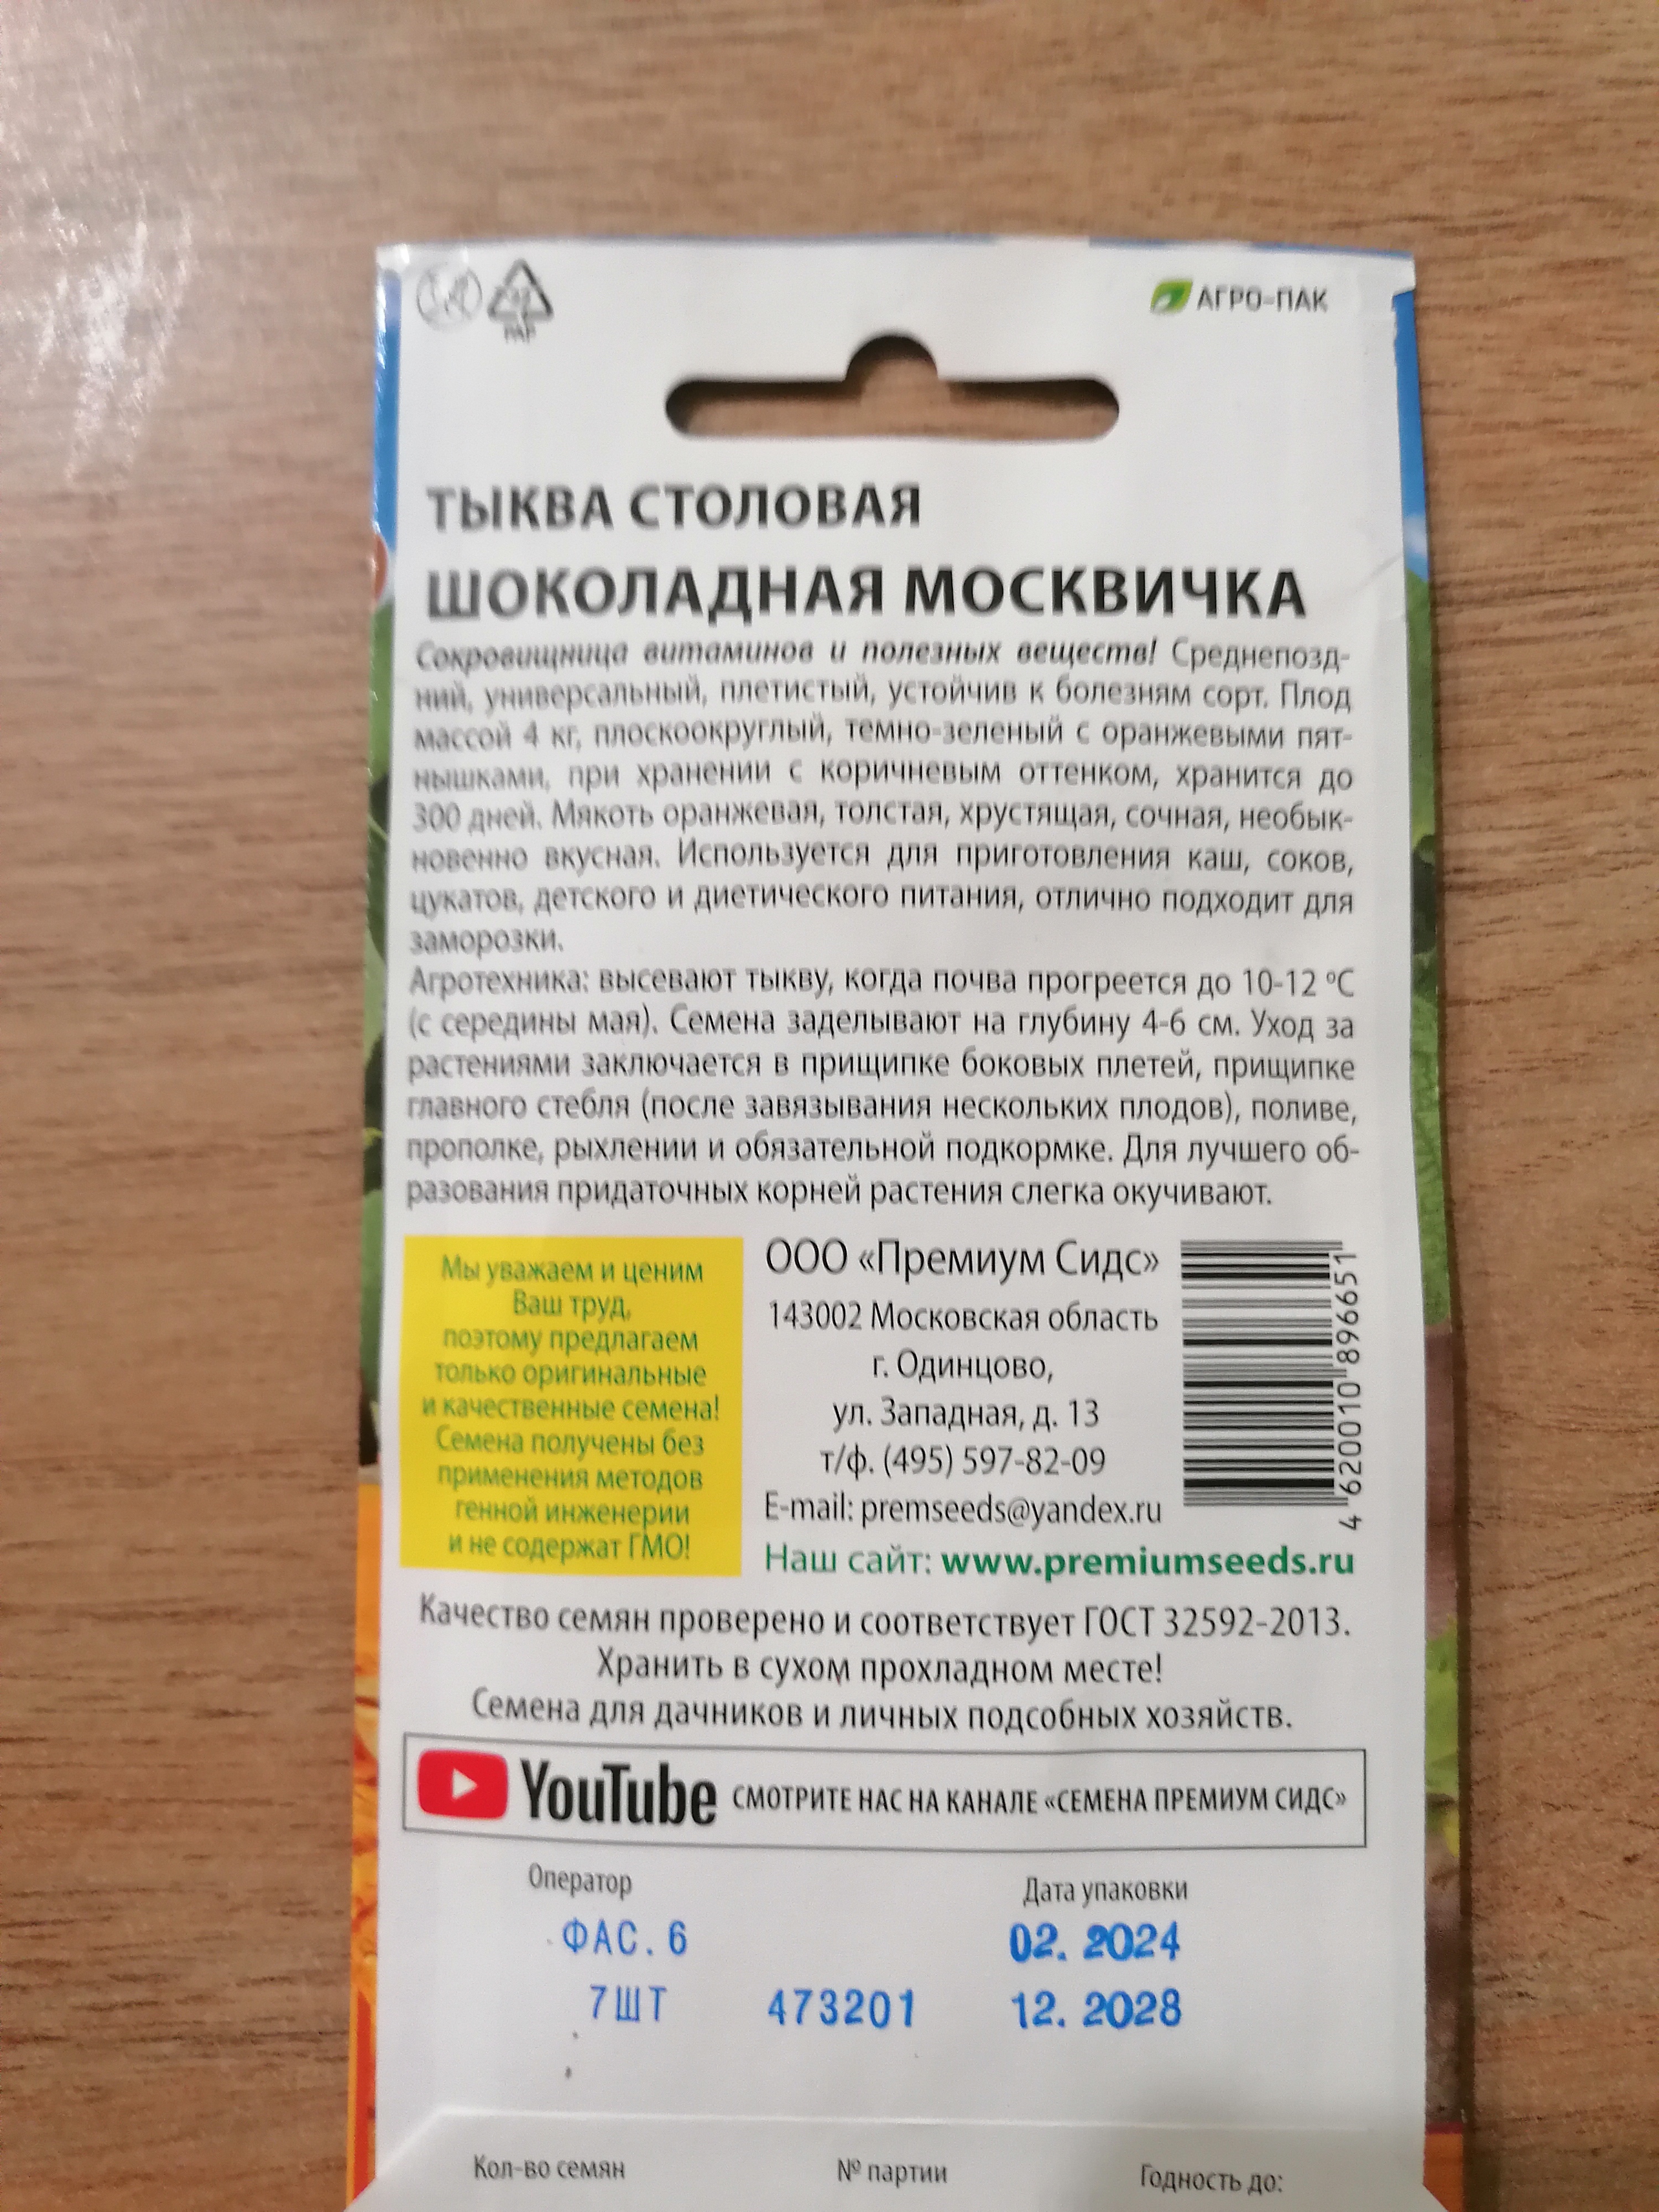 PAP
АГРО-ПАК
ТЫКВА СТОЛОВАЯ
ШОКОЛАДНАЯ МОСКВИЧКА
Сокровищница витаминов и полезных веществ! Среднепозд-
ний, универсальный, плетистый, устойчив к болезням сорт. Плод
массой 4 кг, плоскоокруглый, темно-зеленый с оранжевыми пят-
нышками, при хранении с коричневым оттенком, хранится до
300 дней. Мякоть оранжевая, толстая, хрустящая, сочная, необык-
новенно вкусная. Используется для приготовления каш, соков,
цукатов, детского и диетического питания, отлично подходит для
заморозки.
Агротехника: высевают тыкву, когда почва прогреется до 10-12 ºС
(с середины мая). Семена заделывают на глубину 4-6 см. Уход за
растениями заключается в прищипке боковых плетей, прищипке
главного стебля (после завязывания нескольких плодов), поливе,
прополке, рыхлении и обязательной подкормке. Для лучшего об-
разования придаточных корней растения слегка окучивают.
Мы уважаем и ценим
Ваш труд,
поэтому предлагаем
только оригинальные
и качественные семена!
Семена получены без
применения методов
генной инженерии
и не содержат ГМО!
ООО «Премиум Сидс»
143002 Московская область
г. Одинцово,
ул. Западная, д. 13
т/ф. (495) 597-82-09
E-mail: premseeds@yandex.ru
Наш сайт: www.premiumseeds.ru
4 620010 896651
Качество семян проверено и соответствует ГОСТ 32592-2013.
Хранить в сухом прохладном месте!
Семена для дачников и личных подсобных хозяйств.
YouTube СМОТРИТЕ НАС НА КАНАЛЕ «СЕМЕНА ПРЕМИУМ СИДС»
Оператор Дата упаковки
ФАС. 6 02. 2024
7ШТ 473201 12. 2028
Кол-во семян № партии Годность до: